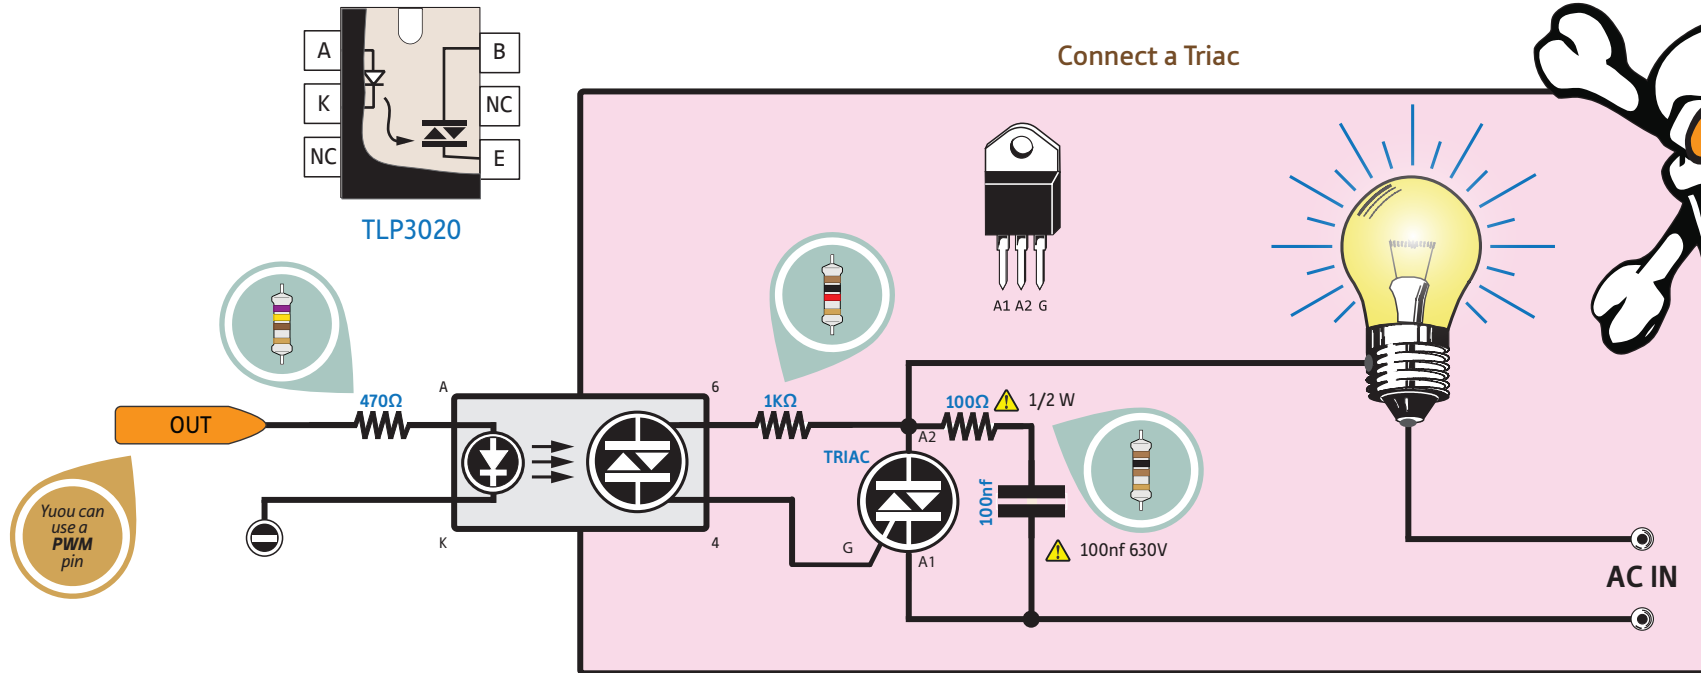 Connect a Triac
A
B
K
NC
NC
E
TLP3020
A1 A2 G
OUT
470Ω
A
K
6
4
1KΩ
100Ω
1/2 W
A2
TRIAC
G
A1
100nf
100nf 630V
Yuou can
use a
PWM
pin
AC IN